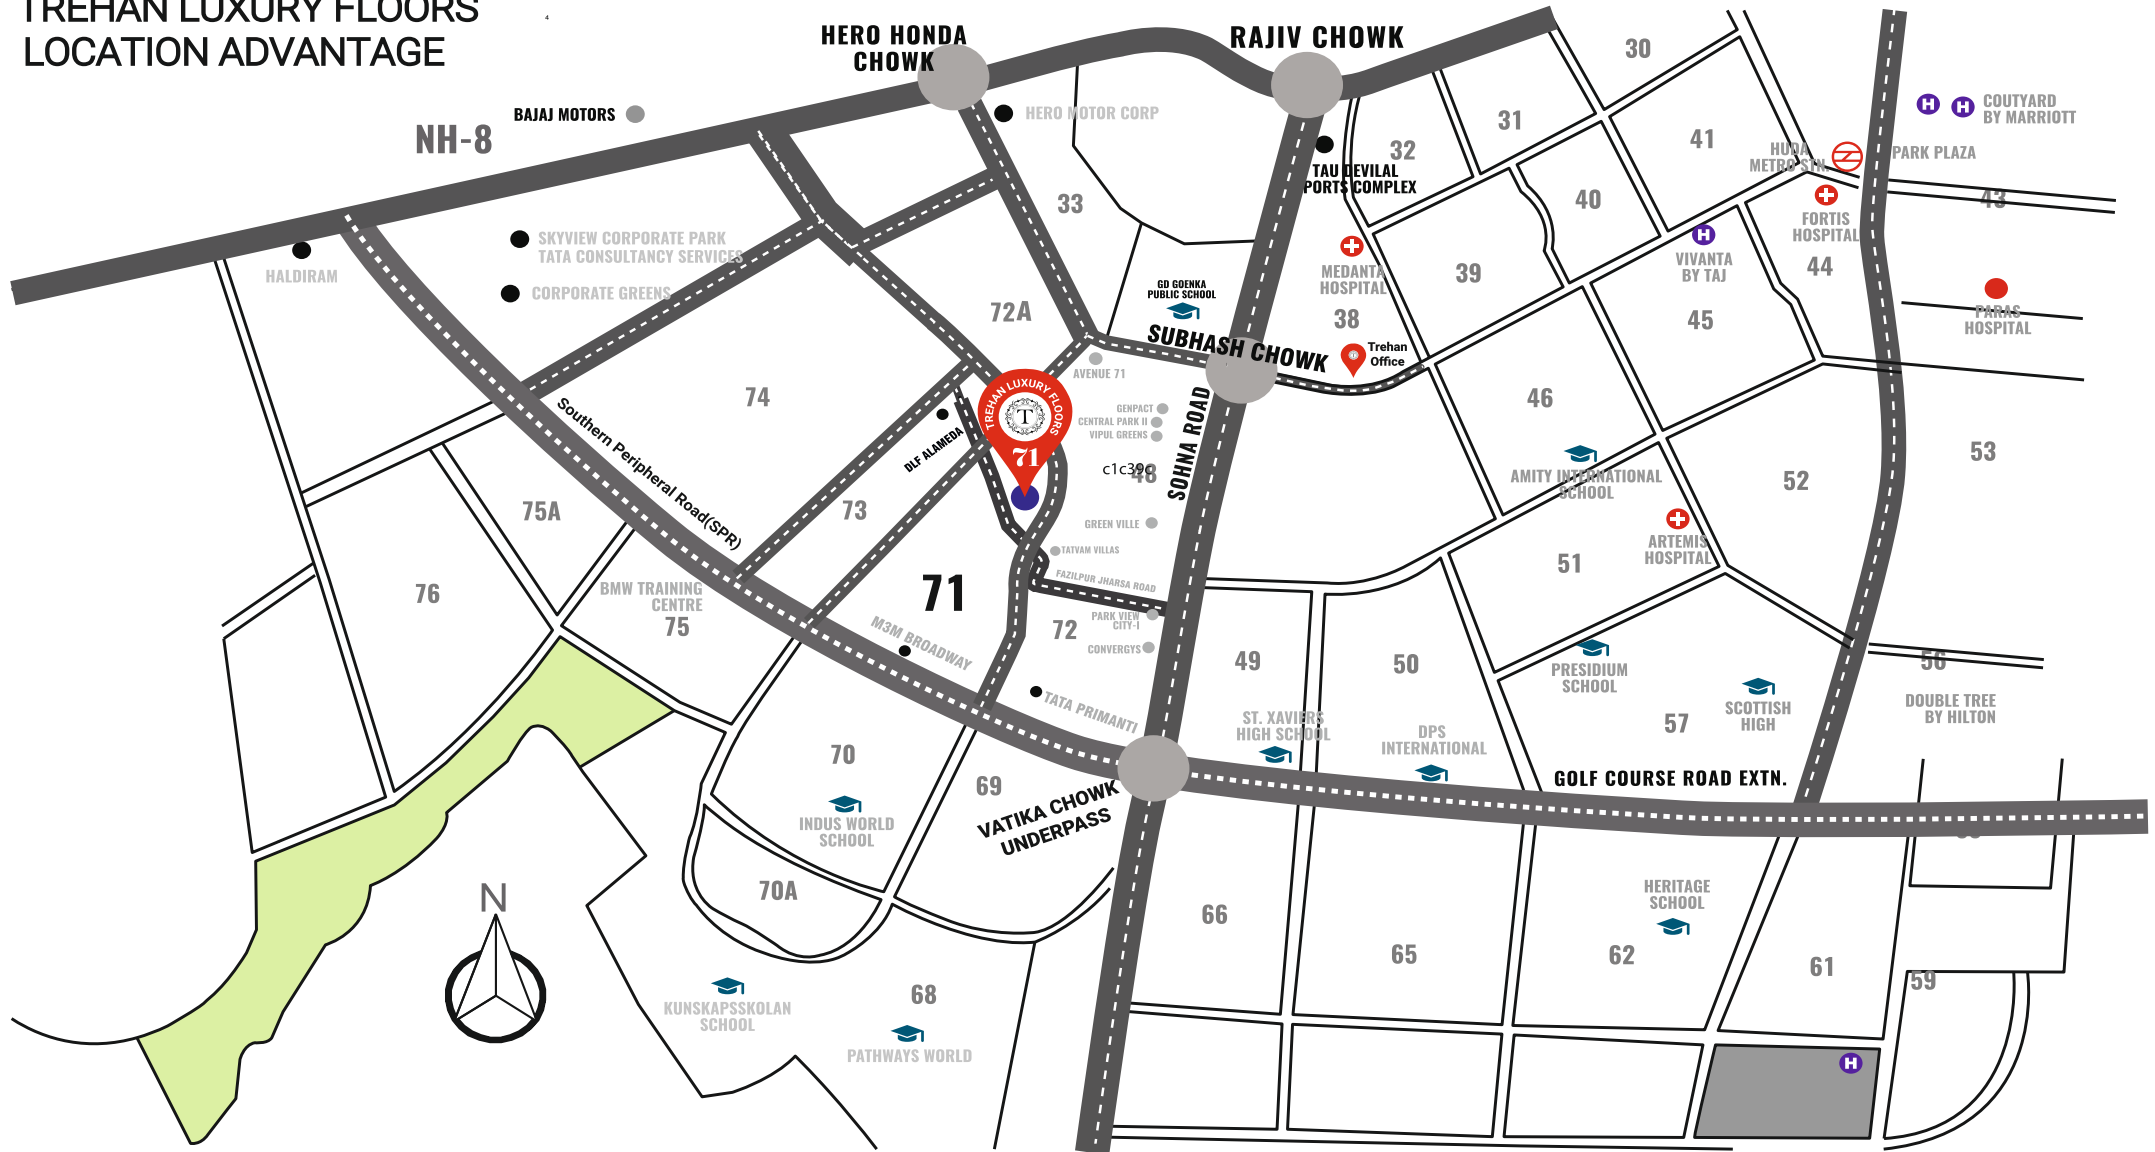 TREHAN LUXURY FLOORS
LOCATION ADVANTAGE
4
HERO HONDA
CHOWK
RAJIV CHOWK
BAJAJ MOTORS
NH-8
HERO MOTOR CORP
30
31
32
41
HUDA
METRO STN.
COUTYARD
BY MARRIOTT
PARK PLAZA
TAU DEVILAL
PORTS COMPLEX
33
40
43
FORTIS
HOSPITAL
44
SKYVIEW CORPORATE PARK
TATA CONSULTANCY SERVICES
HALDIRAM
CORPORATE GREENS
72A
GD GOENKA
PUBLIC SCHOOL
MEDANTA
HOSPITAL
38
39
VIVANTA
BY TAJ
45
PARAS
HOSPITAL
SUBHASH CHOWK
Trehan
Office
AVENUE 71
74
Southern Peripheral Road(SPR)
DLF ALAMEDA
TREHAN LUXURY FLOORS
T
71
GENPACT
CENTRAL PARK II
VIPUL GREENS
c1c39c
48
SOHNA ROAD
46
AMITY INTERNATIONAL
SCHOOL
52
53
75A
73
GREEN VILLE
TATVAM VILLAS
FAZILPUR JHARSA ROAD
ARTEMIS
HOSPITAL
51
76
BMW TRAINING
CENTRE
75
71
M3M BROADWAY
72
PARK VIEW
CITY-I
CONVERGYS
TATA PRIMANTI
49
50
PRESIDIUM
SCHOOL
SCOTTISH
HIGH
57
56
DOUBLE TREE
BY HILTON
ST. XAVIERS
HIGH SCHOOL
DPS
INTERNATIONAL
GOLF COURSE ROAD EXTN.
70
69
VATIKA CHOWK
UNDERPASS
INDUS WORLD
SCHOOL
70A
N
66
65
HERITAGE
SCHOOL
62
61
59
68
KUNSKAPSSKOLAN
SCHOOL
PATHWAYS WORLD